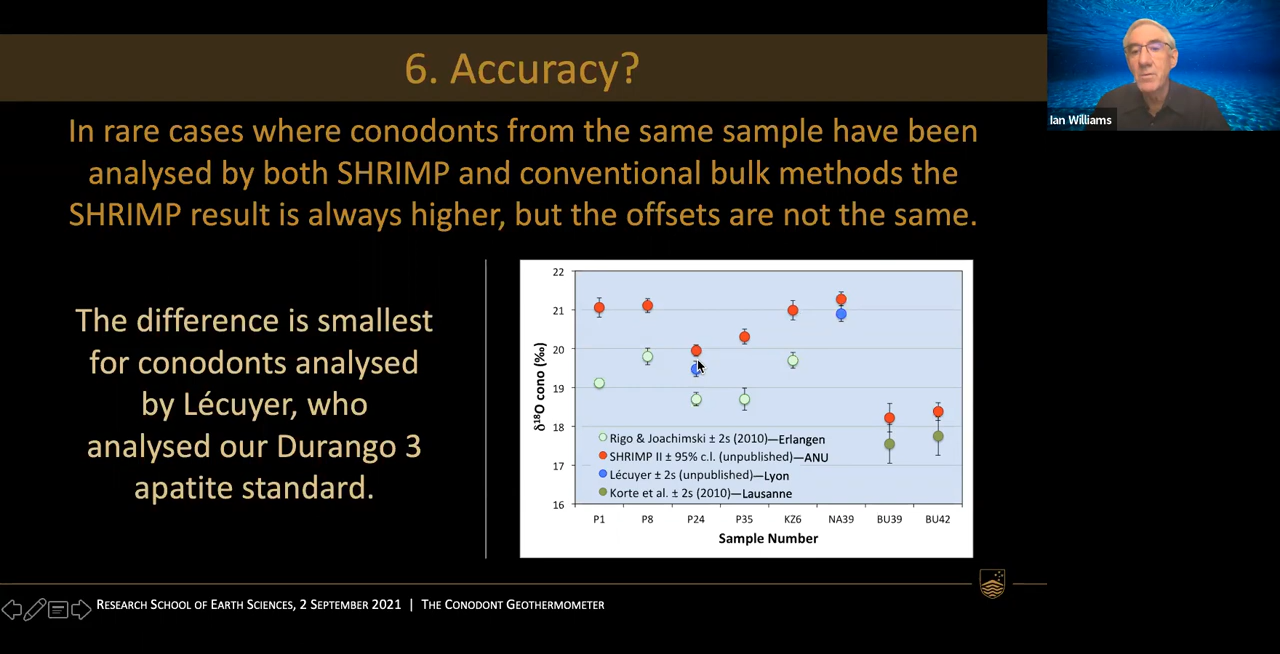 6. Accuracy?
Ian Williams
In rare cases where conodonts from the same sample have been
analysed by both SHRIMP and conventional bulk methods the
SHRIMP result is always higher, but the offsets are not the same.
The difference is smallest
for conodonts analysed
by Lécuyer, who
analysed our Durango 3
apatite standard.
δ¹⁸O cono (‰)
22
21
20
19
18
17
16
Rigo & Joachimski ± 2s (2010)—Erlangen
SHRIMP II ± 95% c.l. (unpublished)—ANU
Lécuyer ± 2s (unpublished)—Lyon
Korte et al. ± 2s (2010)—Lausanne
P1 P8 P24 P35 KZ6 NA39 BU39 BU42
Sample Number
Research School of Earth Sciences, 2 September 2021 | The Conodont Geothermometer